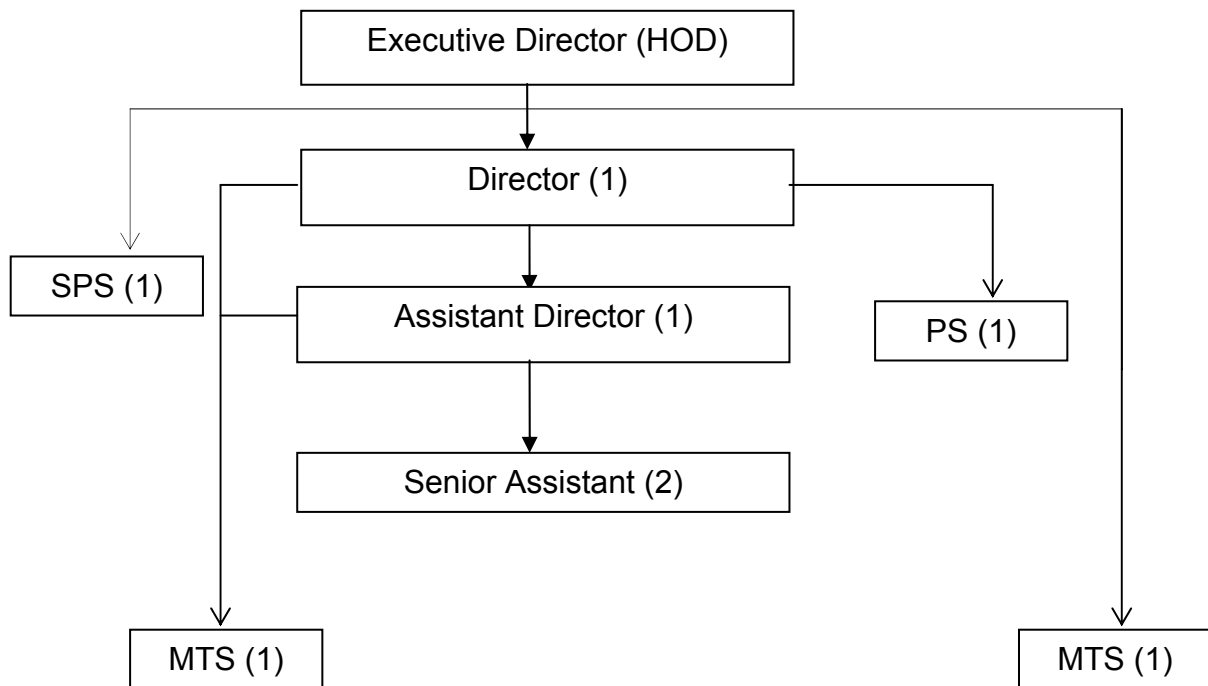 Executive Director (HOD)
Director (1)
SPS (1)
Assistant Director (1)
PS (1)
Senior Assistant (2)
MTS (1)
MTS (1)